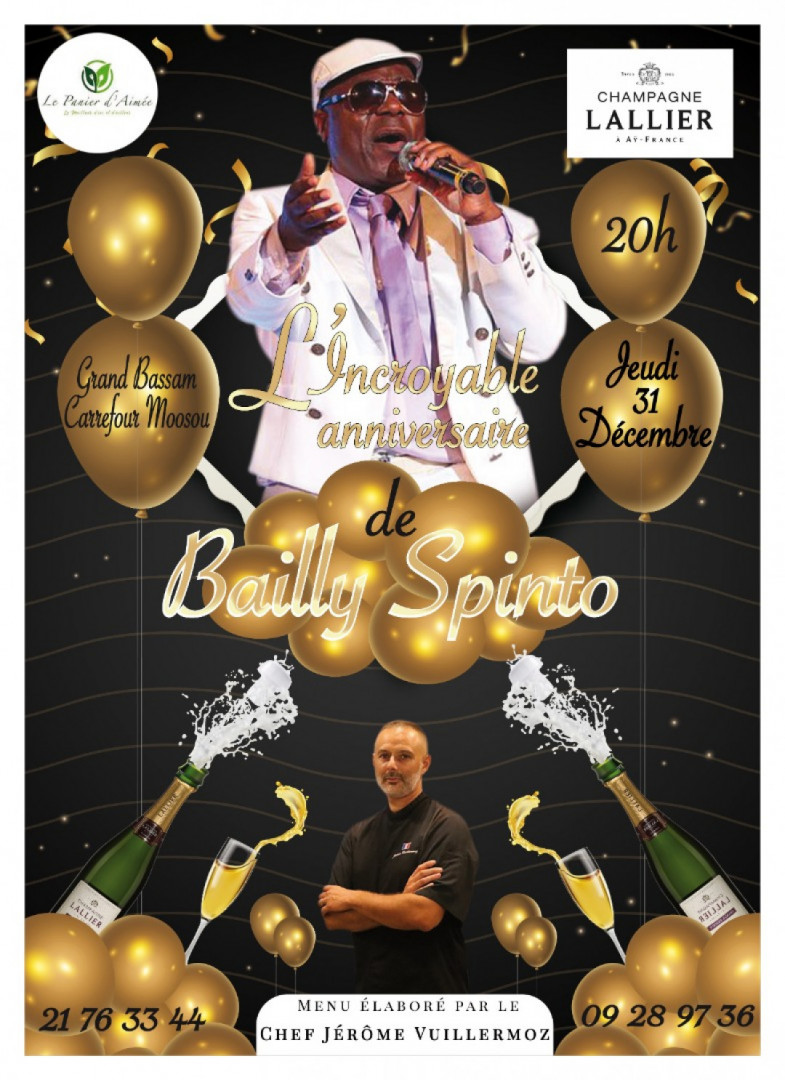 Le Panier d'Aimée
CHAMPAGNE
LALLIER
À AŸ-FRANCE
20h
Grand Bassam
Carrefour Moosou
Jeudi
31
Décembre
L'Incroyable
anniversaire
de
Bailly Spinto
LALLIER
LALLIER
21 76 33 44
MENU ÉLABORÉ PAR LE
CHEF JÉRÔME VUILLERMOZ
09 28 97 36